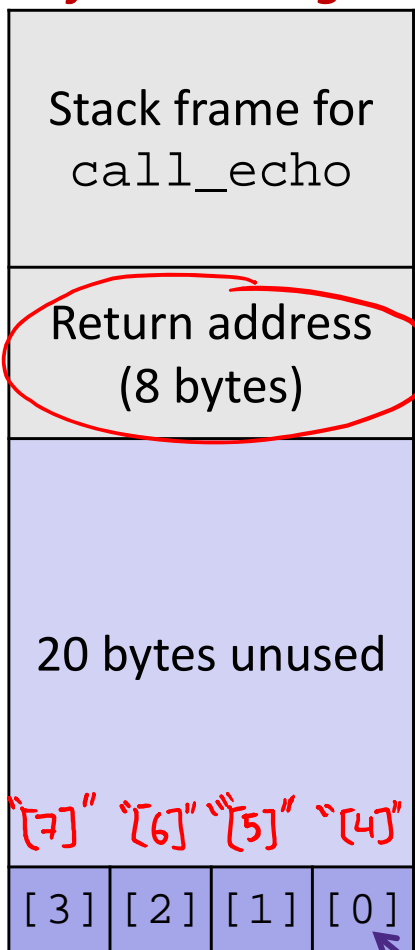 Stack frame for
call_echo
Return address
(8 bytes)
20 bytes unused
"[7]" "[6]" "[5]" "[4]"
[3] [2] [1] [0]